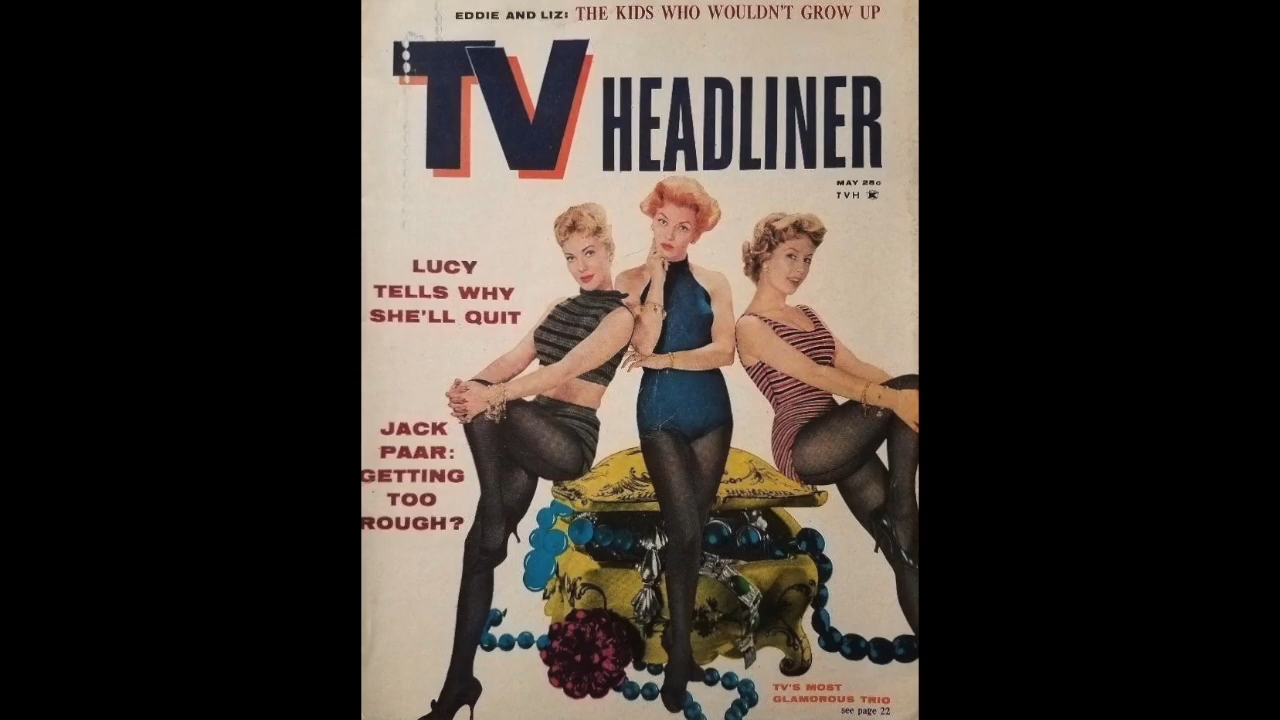 EDDIE AND LIZ: THE KIDS WHO WOULDN'T GROW UP
TV HEADLINER
MAY 25c
TVH K
LUCY
TELLS WHY
SHE'LL QUIT
JACK
PAAR:
GETTING
TOO
ROUGH?
TV'S MOST
GLAMOROUS TRIO
see page 22